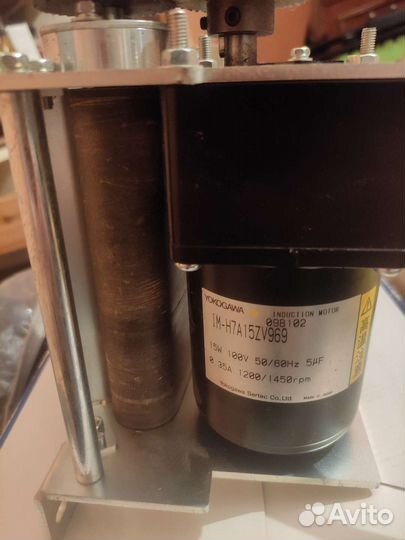 YOKOGAWA INDUCTION MOTOR
098102
IM-H7A15ZV969
15W 100V 50/60Hz 5μF
0.35A 1200/1450rpm
Yokogawa Sertec Co.,Ltd MADE IN JAPAN
Avito